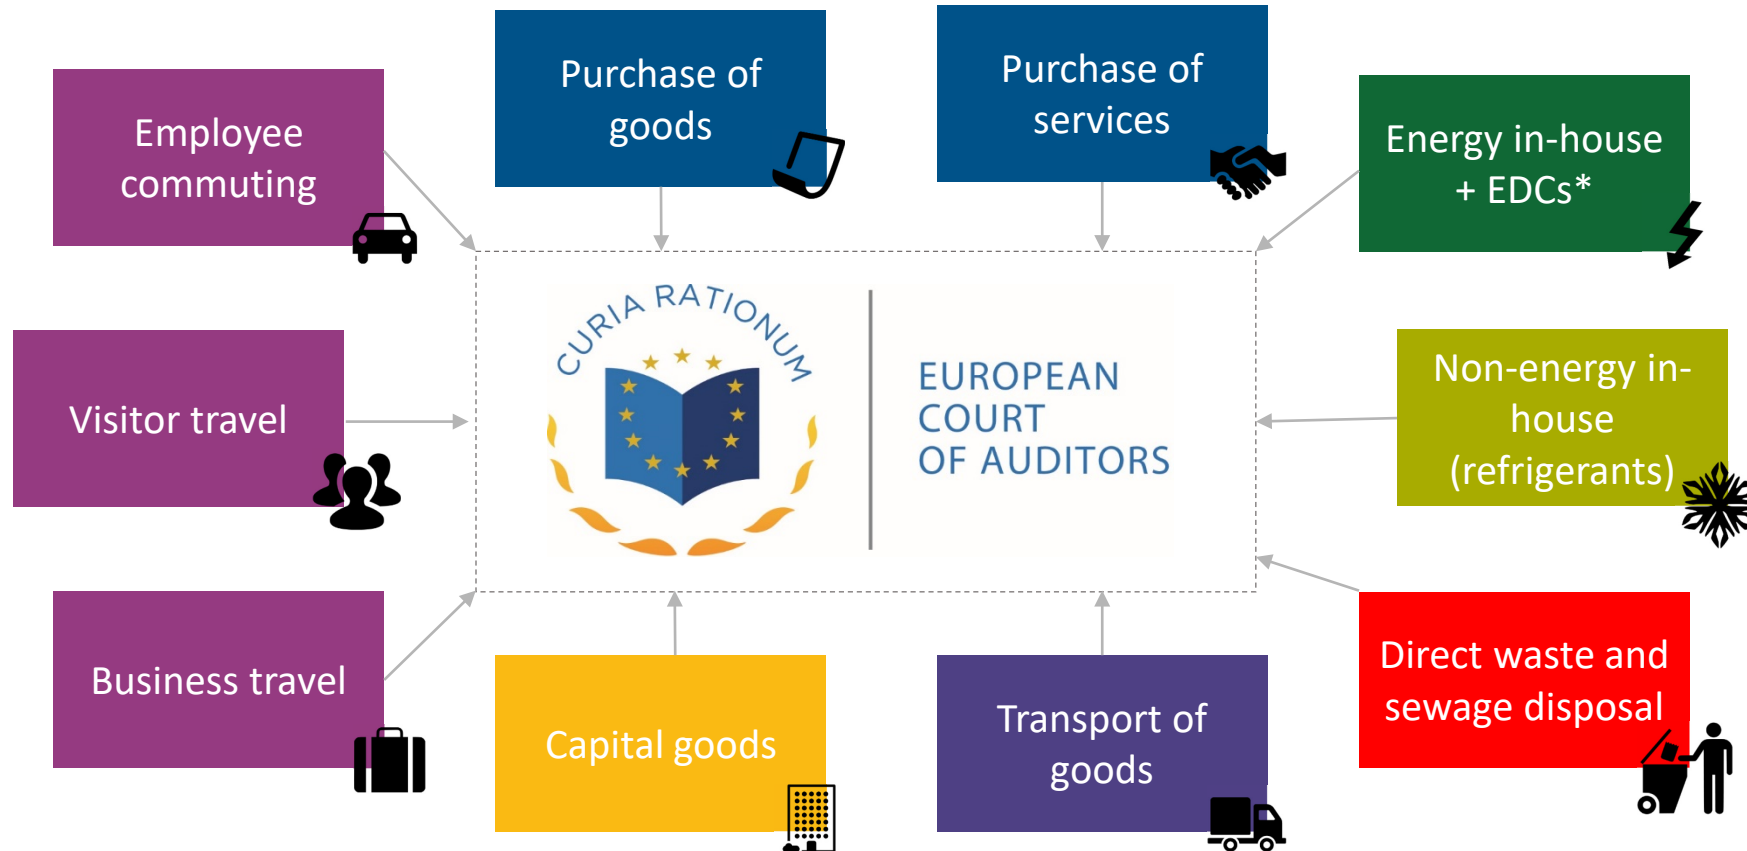 Purchase of
goods
Purchase of
services
Employee
commuting
Energy in-house
+ EDCs*
CURIA RATIONUM
EUROPEAN
COURT
OF AUDITORS
Visitor travel
Non-energy in-
house
(refrigerants)
Business travel
Capital goods
Transport of
goods
Direct waste and
sewage disposal